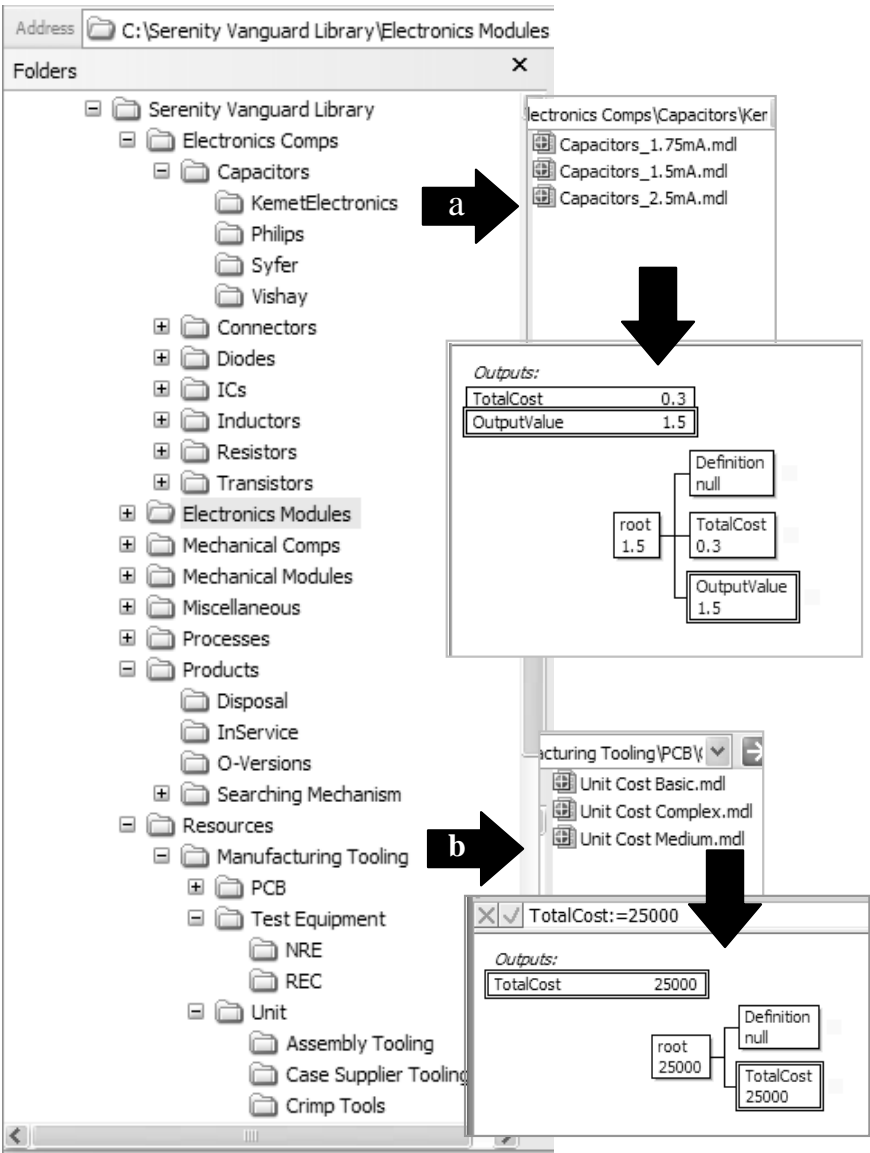 Address C:\Serenity Vanguard Library\Electronics Modules
Folders
Serenity Vanguard Library
Electronics Comps
Capacitors
KemetElectronics
Philips
Syfer
Vishay
Connectors
Diodes
ICs
Inductors
Resistors
Transistors
Electronics Modules
Mechanical Comps
Mechanical Modules
Miscellaneous
Processes
Products
Disposal
InService
O-Versions
Searching Mechanism
Resources
Manufacturing Tooling
PCB
Test Equipment
NRE
REC
Unit
Assembly Tooling
Case Supplier Tooling
Crimp Tools
a
lectronics Comps\Capacitors\Ker
Capacitors_1.75mA.mdl
Capacitors_1.5mA.mdl
Capacitors_2.5mA.mdl
Outputs:
TotalCost 0.3
OutputValue 1.5
root
1.5
Definition
null
TotalCost
0.3
OutputValue
1.5
b
acturing Tooling\PCB\(
Unit Cost Basic.mdl
Unit Cost Complex.mdl
Unit Cost Medium.mdl
TotalCost:=25000
Outputs:
TotalCost 25000
root
25000
Definition
null
TotalCost
25000